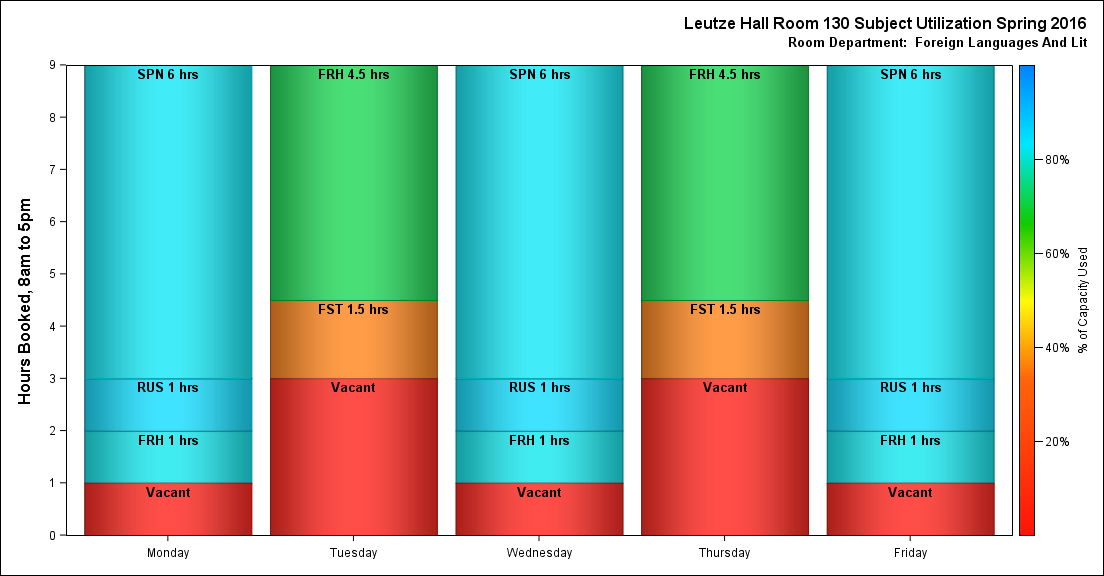 Leutze Hall Room 130 Subject Utilization Spring 2016
Room Department:  Foreign Languages And Lit
Hours Booked, 8am to 5pm
9
8
7
6
5
4
3
2
1
0
SPN 6 hrs
RUS 1 hrs
FRH 1 hrs
Vacant
Monday
FRH 4.5 hrs
FST 1.5 hrs
Vacant
Tuesday
SPN 6 hrs
RUS 1 hrs
FRH 1 hrs
Vacant
Wednesday
FRH 4.5 hrs
FST 1.5 hrs
Vacant
Thursday
SPN 6 hrs
RUS 1 hrs
FRH 1 hrs
Vacant
Friday
80%
60%
40%
20%
% of Capacity Used